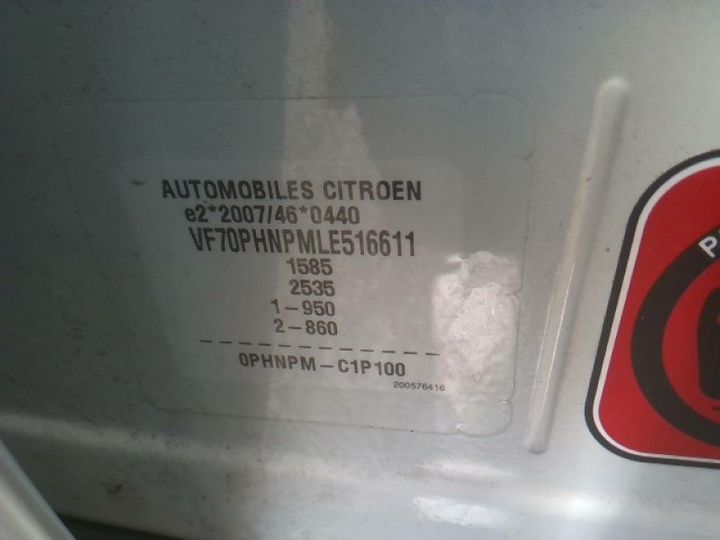 AUTOMOBILES CITROEN
e2*2007/46*0440
VF70PHNPMLE516611
1585
2535
1-950
2-860
0PHNPM-C1P100
200576416